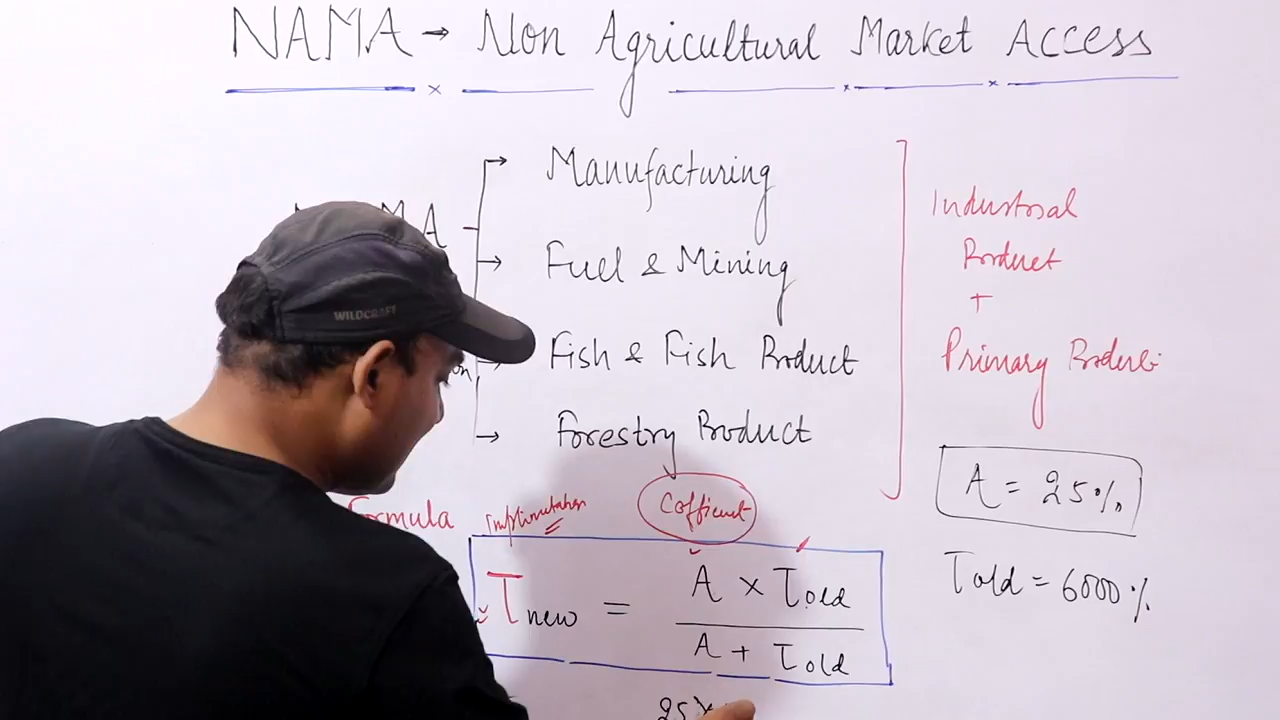 NAMA → Non Agricultural Market Access
Manufacturing
Fuel & Mining
Fish & Fish Product
Forestry Product
Industrial
Product
+
Primary Product
WILDCRAFT
A = 25%
Told = 6000%
Formula
Cofficient
Tnew = A × Told
A + Told
25 ×